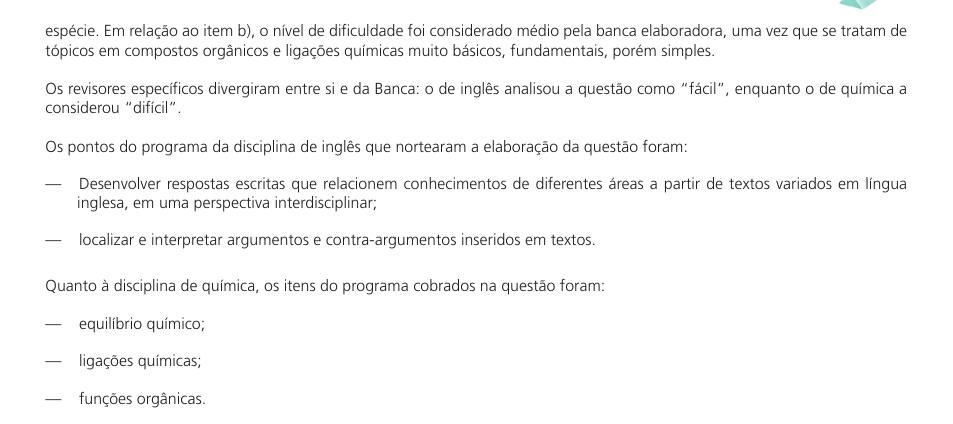 espécie. Em relação ao item b), o nível de dificuldade foi considerado médio pela banca elaboradora, uma vez que se tratam de
tópicos em compostos orgânicos e ligações químicas muito básicos, fundamentais, porém simples.
Os revisores específicos divergiram entre si e da Banca: o de inglês analisou a questão como “fácil”, enquanto o de química a
considerou “difícil”.
Os pontos do programa da disciplina de inglês que nortearam a elaboração da questão foram:
— Desenvolver respostas escritas que relacionem conhecimentos de diferentes áreas a partir de textos variados em língua
inglesa, em uma perspectiva interdisciplinar;
— localizar e interpretar argumentos e contra-argumentos inseridos em textos.
Quanto à disciplina de química, os itens do programa cobrados na questão foram:
— equilíbrio químico;
— ligações químicas;
— funções orgânicas.